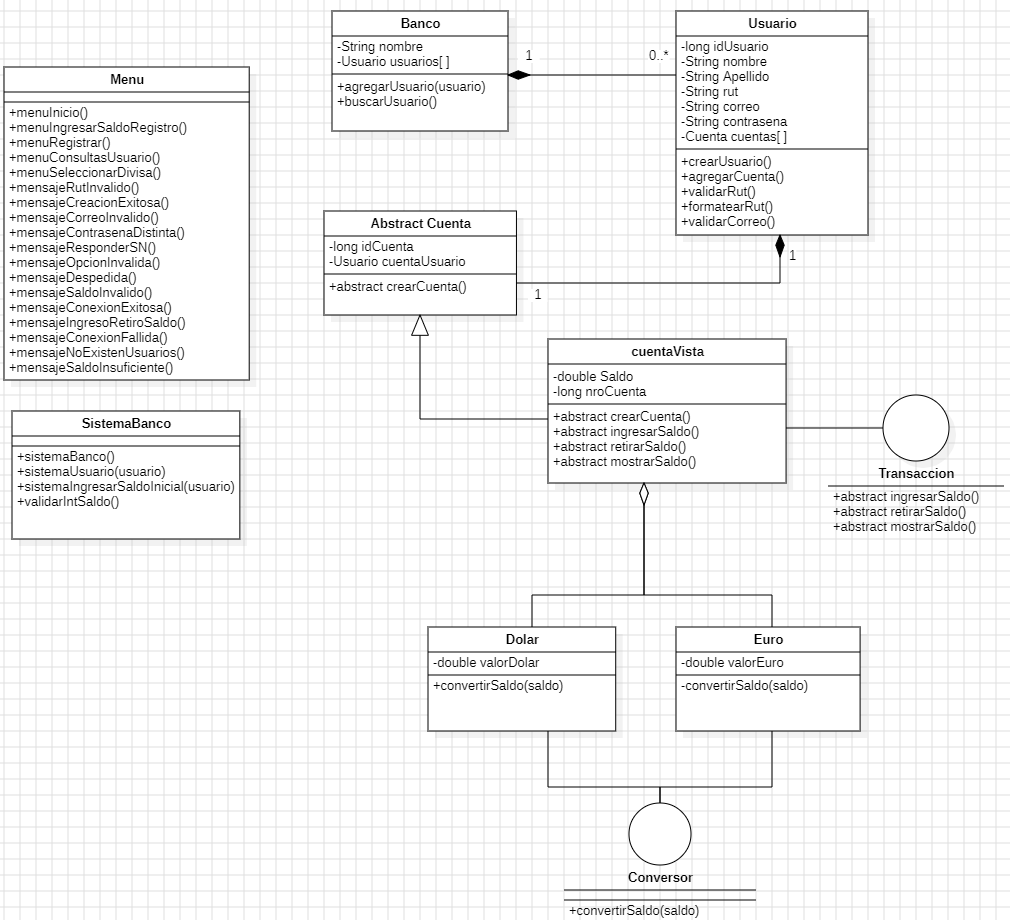 Banco
-String nombre
-Usuario usuarios[ ]
+agregarUsuario(usuario)
+buscarUsuario()
1
0..*
Usuario
-long idUsuario
-String nombre
-String Apellido
-String rut
-String correo
-String contrasena
-Cuenta cuentas[ ]
+crearUsuario()
+agregarCuenta()
+validarRut()
+formatearRut()
+validarCorreo()
1
1
Menu
+menuInicio()
+menuIngresarSaldoRegistro()
+menuRegistrar()
+menuConsultasUsuario()
+menuSeleccionarDivisa()
+mensajeRutInvalido()
+mensajeCreacionExitosa()
+mensajeCorreoInvalido()
+mensajeContrasenaDistinta()
+mensajeResponderSN()
+mensajeOpcionInvalida()
+mensajeDespedida()
+mensajeSaldoInvalido()
+mensajeConexionExitosa()
+mensajeIngresoRetiroSaldo()
+mensajeConexionFallida()
+mensajeNoExistenUsuarios()
+mensajeSaldoInsuficiente()
Abstract Cuenta
-long idCuenta
-Usuario cuentaUsuario
+abstract crearCuenta()
cuentaVista
-double Saldo
-long nroCuenta
+abstract crearCuenta()
+abstract ingresarSaldo()
+abstract retirarSaldo()
+abstract mostrarSaldo()
Transaccion
+abstract ingresarSaldo()
+abstract retirarSaldo()
+abstract mostrarSaldo()
SistemaBanco
+sistemaBanco()
+sistemaUsuario(usuario)
+sistemaIngresarSaldoInicial(usuario)
+validarIntSaldo()
Dolar
-double valorDolar
+convertirSaldo(saldo)
Euro
-double valorEuro
-convertirSaldo(saldo)
Conversor
+convertirSaldo(saldo)